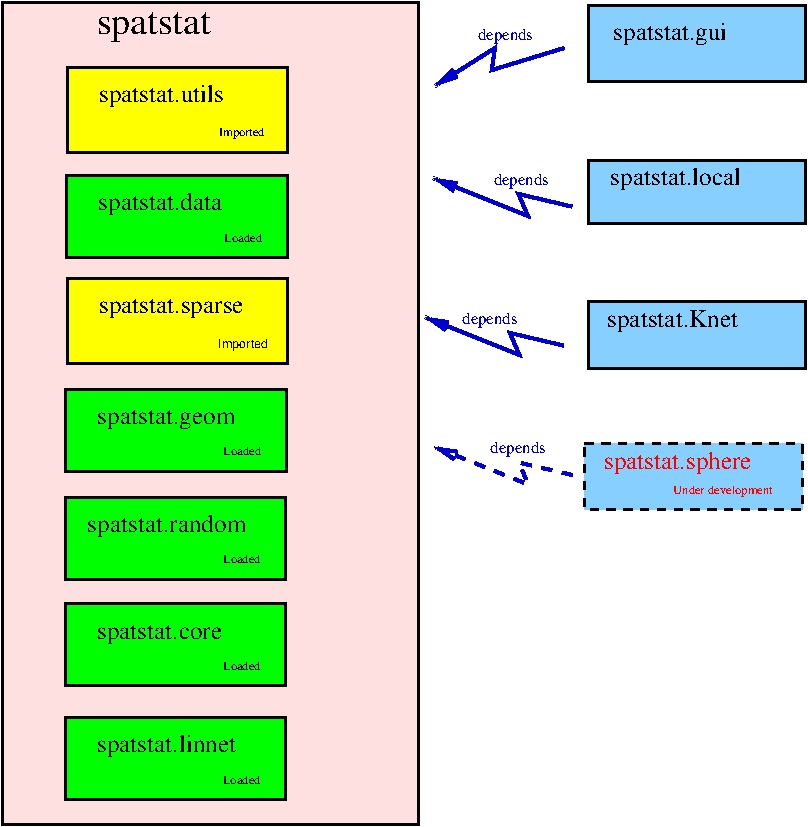 spatstat
spatstat.utils
Imported
spatstat.data
Loaded
spatstat.sparse
Imported
spatstat.geom
Loaded
spatstat.random
Loaded
spatstat.core
Loaded
spatstat.linnet
Loaded
depends
spatstat.gui
depends
spatstat.local
depends
spatstat.Knet
depends
spatstat.sphere
Under development